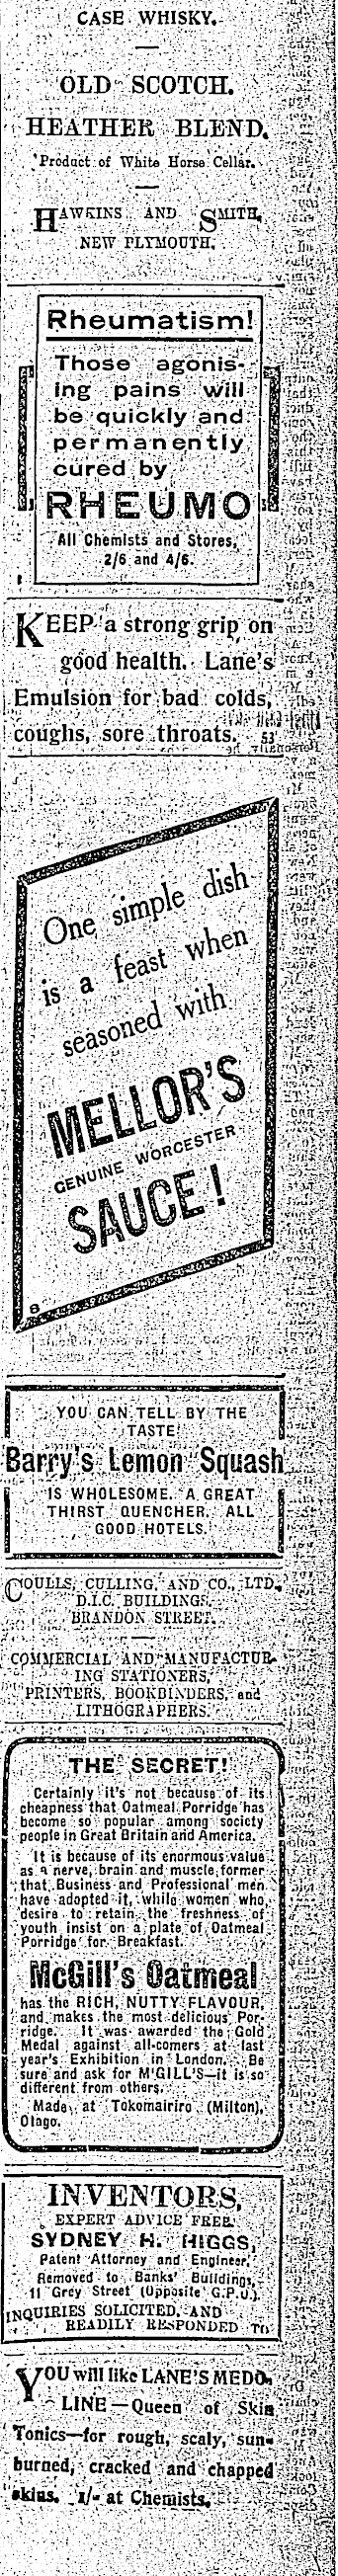 CASE WHISKY.
OLD SCOTCH.
HEATHER BLEND.
Product of White Horse Cellar.
HAWKINS AND SMITH,
NEW PLYMOUTH.
Rheumatism!
Those agonis-
ing pains will
be quickly and
permanently
cured by
RHEUMO
All Chemists and Stores,
2/6 and 4/6.
KEEP a strong grip on
good health. Lane's
Emulsion for bad colds,
coughs, sore throats. 53
One simple dish
is a feast when
seasoned with
MELLOR'S
GENUINE WORCESTER
SAUCE!
8
YOU CAN TELL BY THE
TASTE
Barry's Lemon Squash
IS WHOLESOME. A GREAT
THIRST QUENCHER. ALL
GOOD HOTELS.
COULLS, CULLING, AND CO., LTD.
D.I.C. BUILDINGS.
BRANDON STREET.
COMMERCIAL AND MANUFACTUR-
ING STATIONERS,
PRINTERS, BOOKBINDERS, and
LITHOGRAPHERS.
THE SECRET!
Certainly it's not because of its
cheapness that Oatmeal Porridge has
become so popular among society
people in Great Britain and America.
It is because of its enormous value
as a nerve, brain and muscle former
that Business and Professional men
have adopted it, while women who
desire to retain the freshness of
youth insist on a plate of Oatmeal
Porridge for Breakfast.
McGill's Oatmeal
has the RICH, NUTTY FLAVOUR,
and makes the most delicious Por-
ridge. It was awarded the Gold
Medal against all-comers at last
year's Exhibition in London. Be
sure and ask for M'GILL'S—it is so
different from others.
Made at Tokomairiro (Milton),
Otago.
INVENTORS,
EXPERT ADVICE FREE.
SYDNEY H. HIGGS,
Patent Attorney and Engineer,
Removed to Banks' Buildings,
11 Grey Street (Opposite G.P.O.).
INQUIRIES SOLICITED, AND
READILY RESPONDED TO
YOU will like LANE'S MEDO-
LINE—Queen of Skin
Tonics—for rough, scaly, sun-
burned, cracked and chapped
skins. 1/- at Chemists.